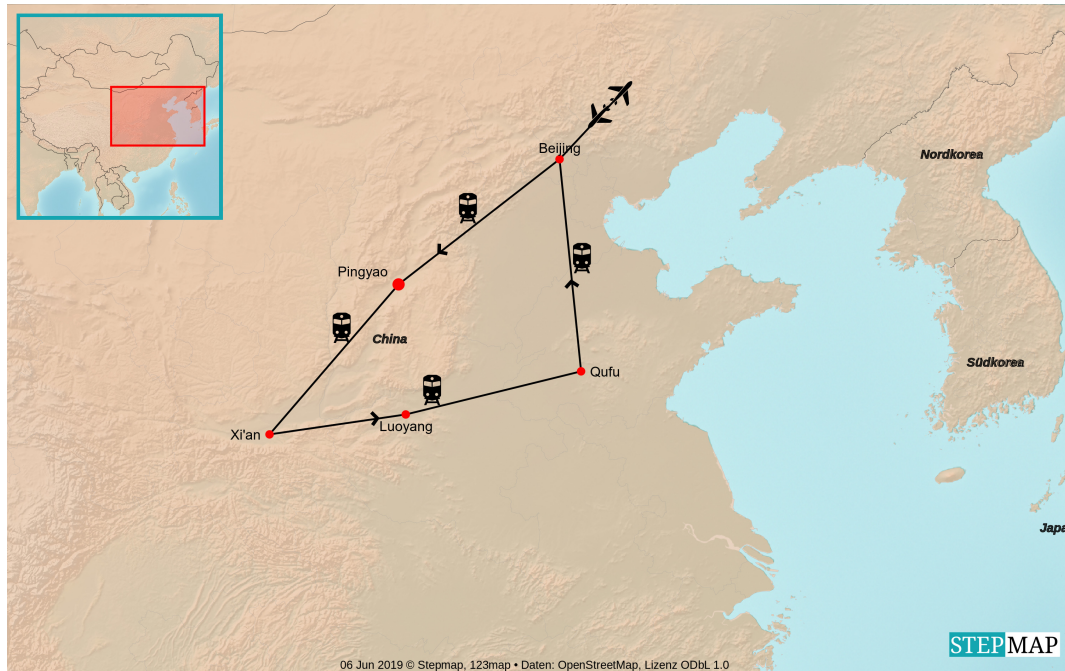 Beijing
Nordkorea
Pingyao
China
Südkorea
Qufu
Xi'an
Luoyang
Japa
STEPMAP
06 Jun 2019 © Stepmap, 123map • Daten: OpenStreetMap, Lizenz ODbL 1.0